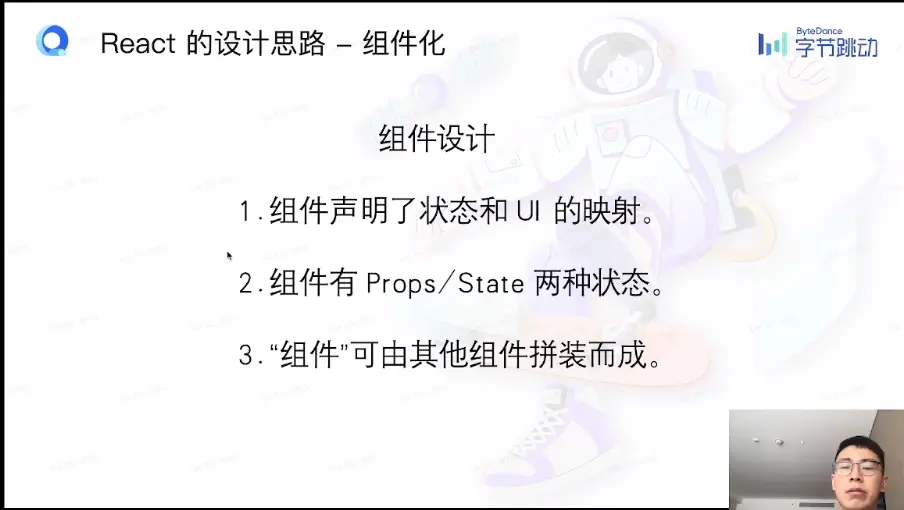 React 的设计思路 – 组件化
ByteDance
字节跳动
组件设计
1.组件声明了状态和 UI 的映射。
2.组件有 Props/State 两种状态。
3.“组件”可由其他组件拼装而成。